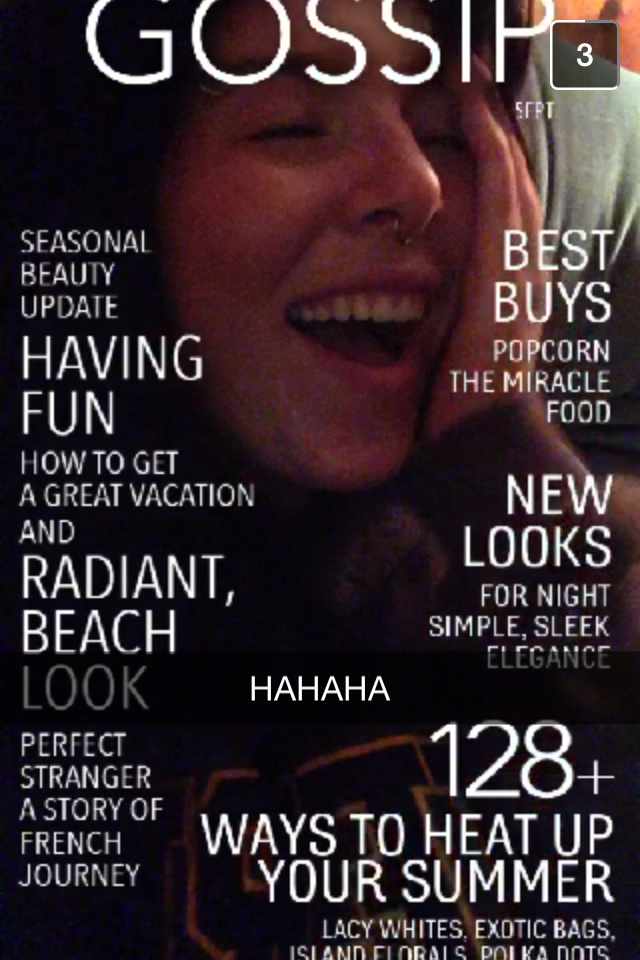 GOSSIP
3
SEPT
SEASONAL
BEAUTY
UPDATE
HAVING
FUN
HOW TO GET
A GREAT VACATION
AND
RADIANT,
BEACH
LOOK
BEST
BUYS
POPCORN
THE MIRACLE
FOOD
NEW
LOOKS
FOR NIGHT
SIMPLE, SLEEK
ELEGANCE
HAHAHA
PERFECT
STRANGER
A STORY OF
FRENCH
JOURNEY
128+
WAYS TO HEAT UP
YOUR SUMMER
LACY WHITES, EXOTIC BAGS,
ISLAND FLORALS, POLKA DOTS,